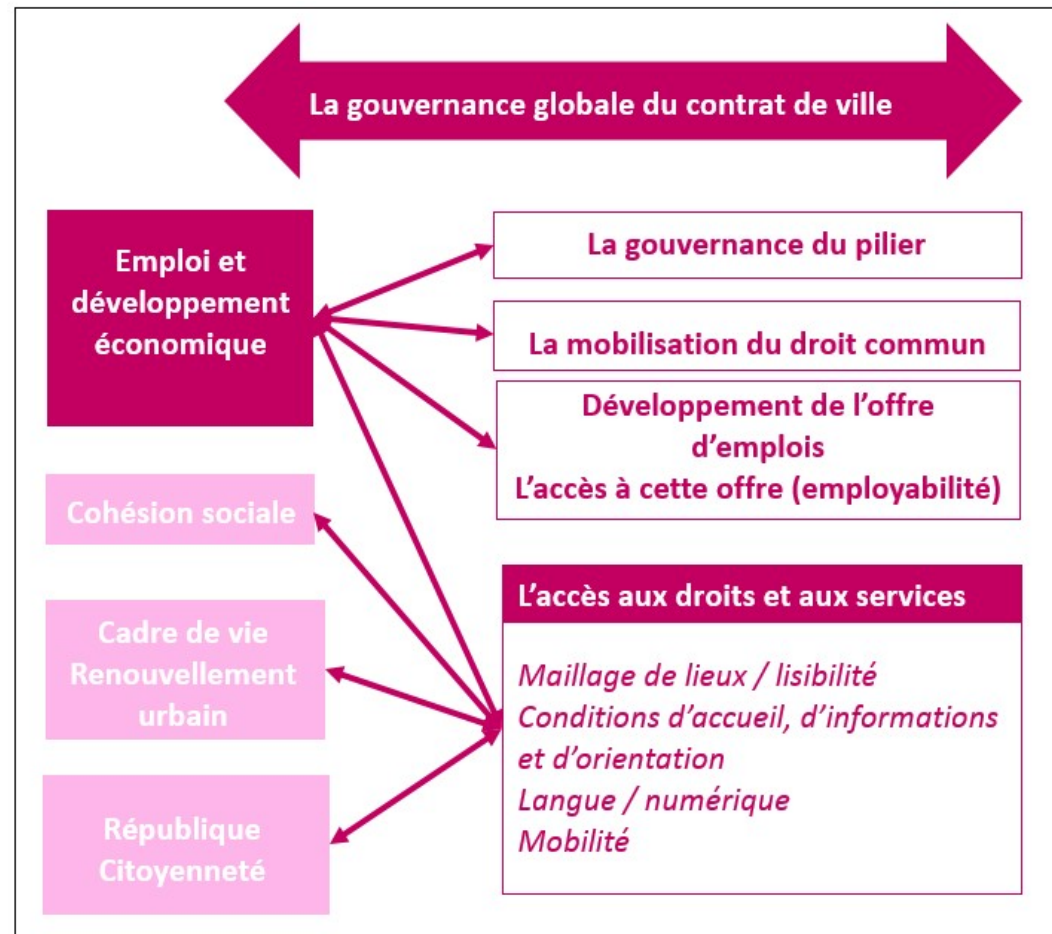 La gouvernance globale du contrat de ville
Emploi et
développement
économique
La gouvernance du pilier
La mobilisation du droit commun
Développement de l’offre
d’emplois
L’accès à cette offre (employabilité)
Cohésion sociale
Cadre de vie
Renouvellement
urbain
République
Citoyenneté
L’accès aux droits et aux services
Maillage de lieux / lisibilité
Conditions d’accueil, d’informations
et d’orientation
Langue / numérique
Mobilité